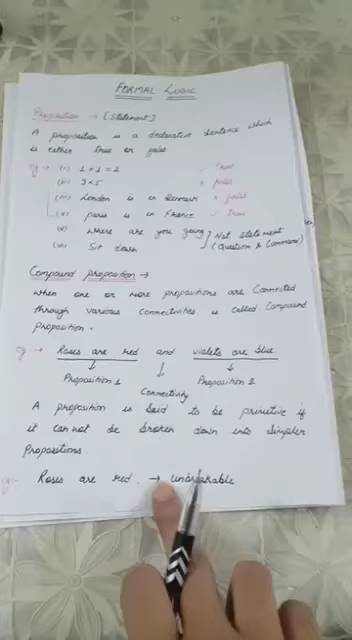 FORMAL LOGIC
Proposition → [Statement]
A proposition is a declarative sentence which
is either true or false
eg → (i) 1 + 1 = 2 True
(ii) 3 < 5 false
(iii) London is in Denmark × false
(iv) paris is in France ✓ True
(v) where are you going ] Not statement
(vi) Sit down (Question & Command)
Compound proposition →
when one or more propositions are Connected
through various connectivities is called Compound
proposition.
eg → Roses are red and violets are blue.
↓ ↓ ↓
Proposition 1 Proposition 2
Connectivity
A proposition is said to be primitive if
it can not be broken down into simpler
Propositions
eg:- Roses are red. → unbreakable